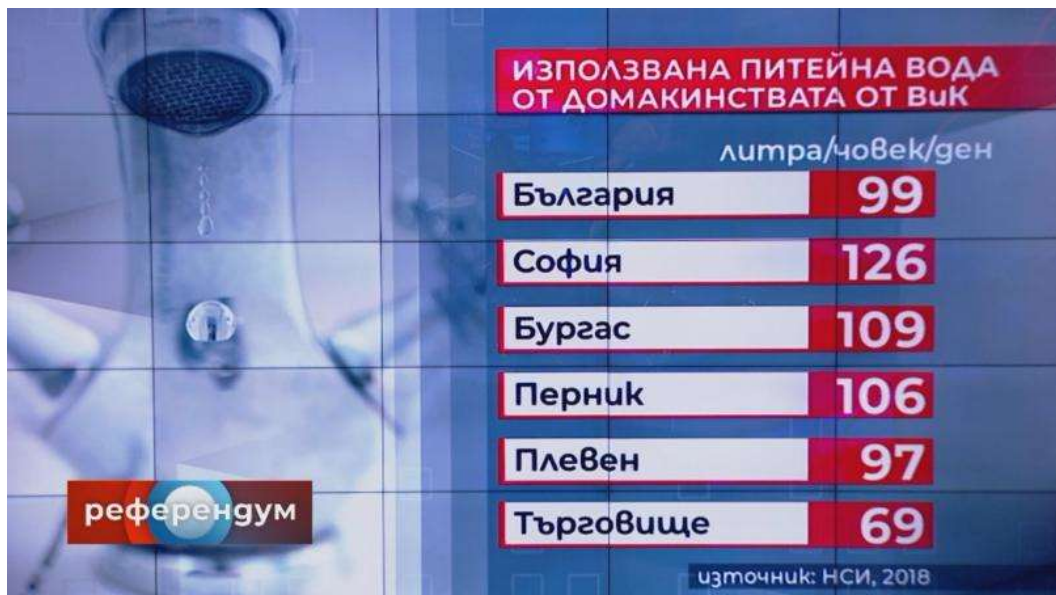 ИЗПОЛЗВАНА ПИТЕЙНА ВОДА
ОТ ДОМАКИНСТВАТА ОТ ВиК
литра/човек/ден
България 99
София 126
Бургас 109
Перник 106
Плевен 97
Търговище 69
референдум
източник: НСИ, 2018